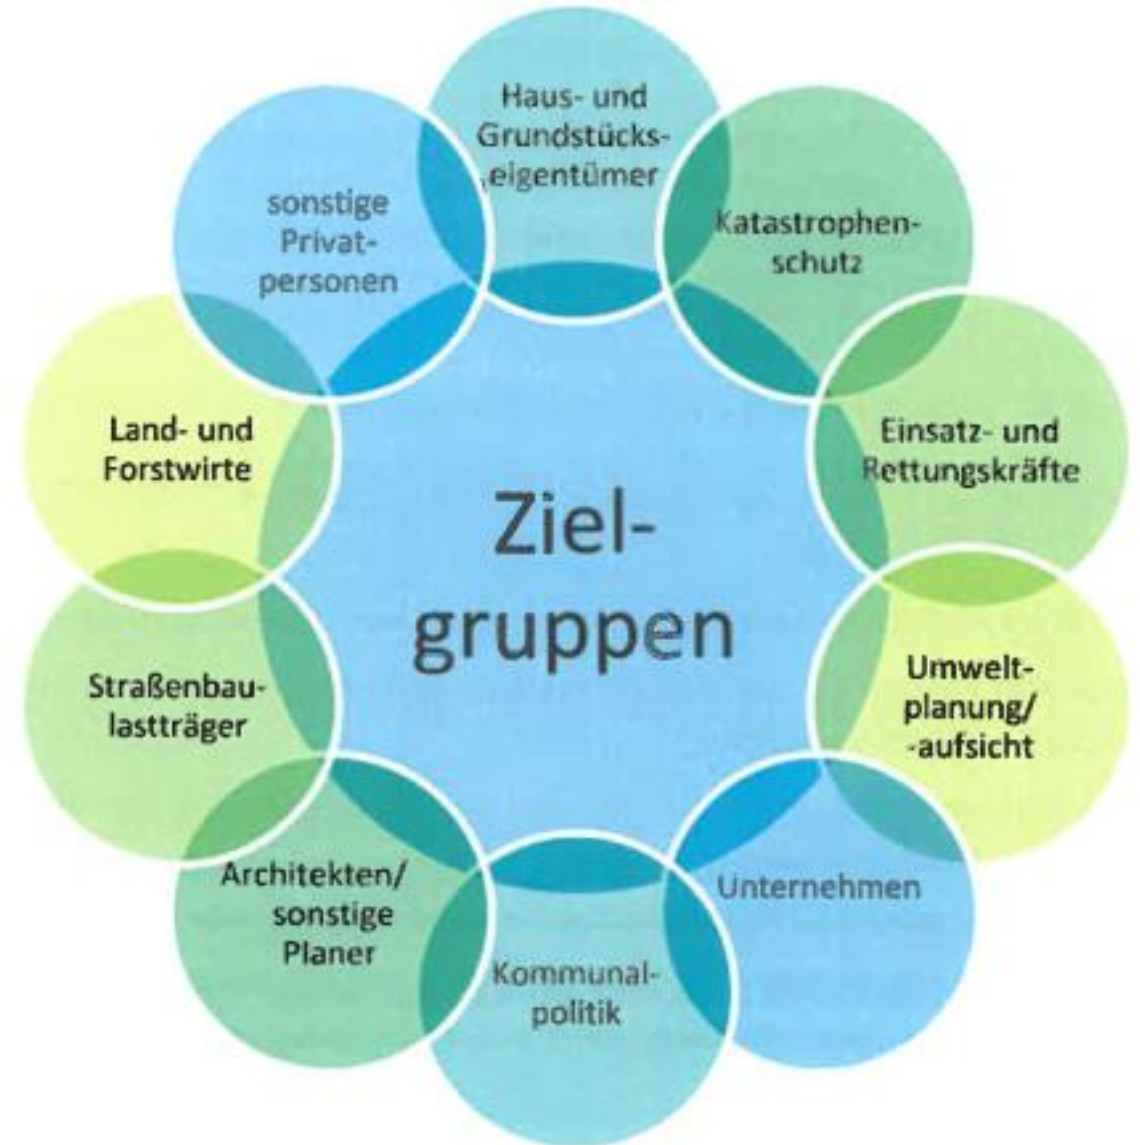 Haus- und
Grundstücks-
eigentümer
Katastrophen-
schutz
Einsatz- und
Rettungskräfte
Umwelt-
planung/
-aufsicht
Unternehmen
Kommunal-
politik
Architekten/
sonstige
Planer
Straßenbau-
lastträger
Land- und
Forstwirte
sonstige
Privat-
personen
Ziel-
gruppen